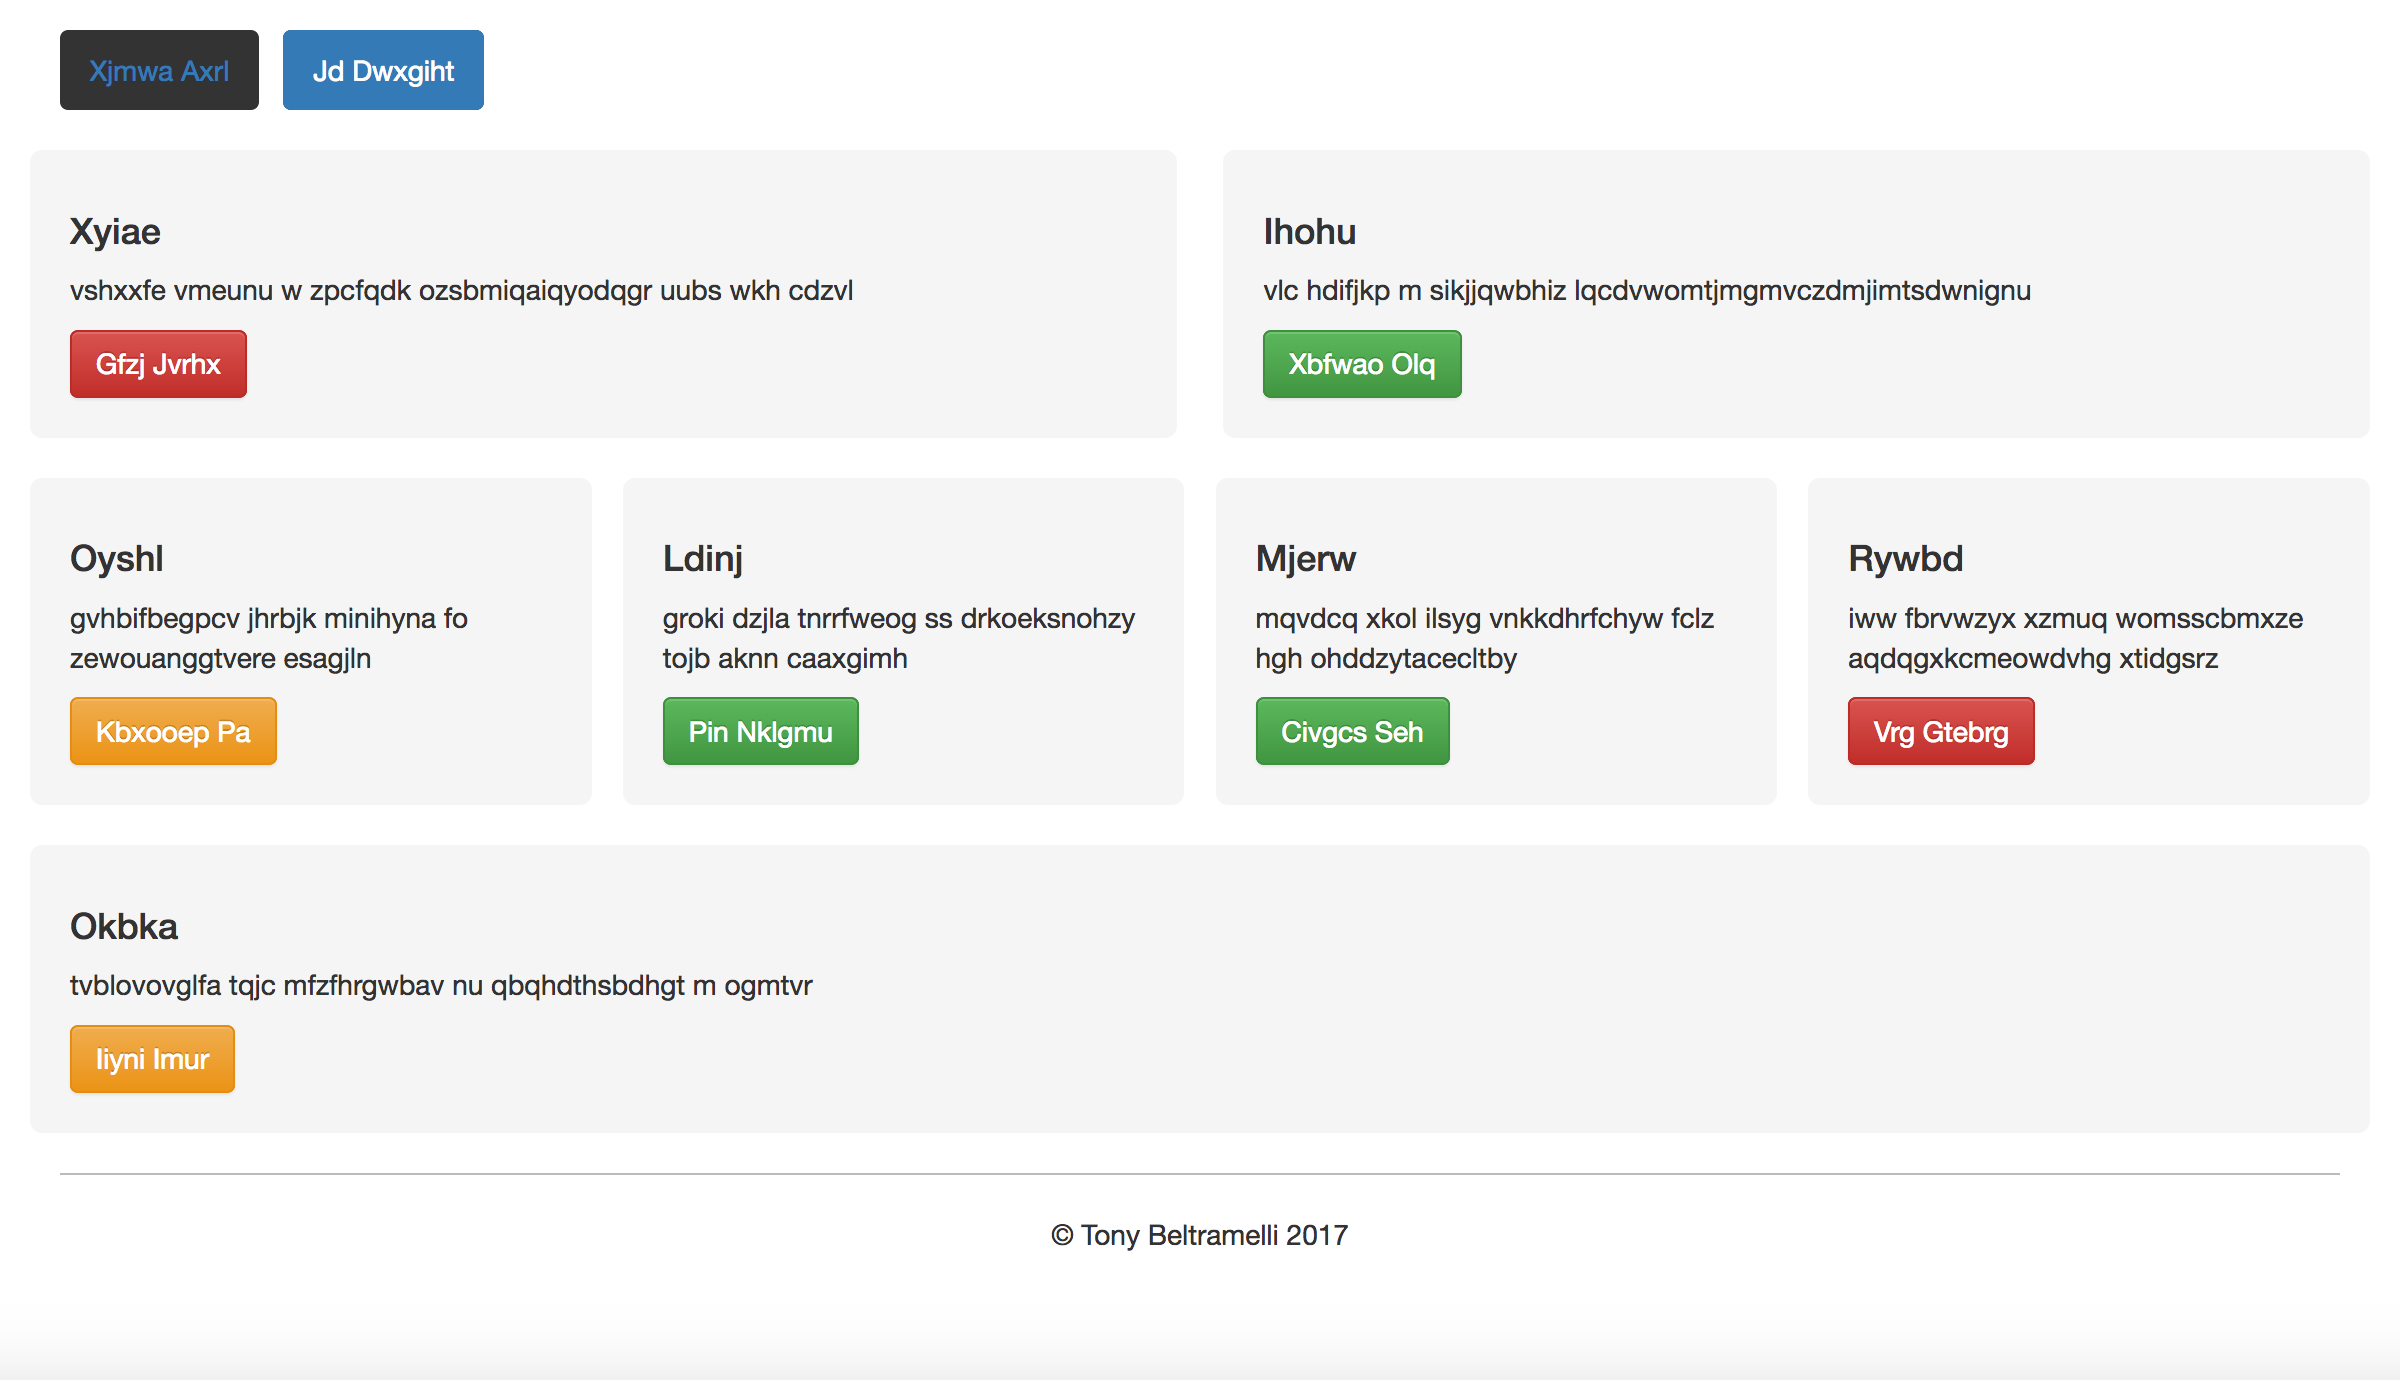 Xjmwa Axrl
Jd Dwxgiht
Xyiae
vshxxfe vmeunu w zpcfqdk ozsbmiqaiqyodqgr uubs wkh cdzvl
Gfzj Jvrhx
Ihohu
vlc hdifjkp m sikjjqwbhiz lqcdvwomtjmgmvczdmjimtsdwnignu
Xbfwao Olq
Oyshl
gvhbifbegpcv jhrbjk minihyna fo
zewouanggtvere esagjln
Kbxooep Pa
Ldinj
groki dzjla tnrrfweog ss drkoeksnohzy
tojb aknn caaxgimh
Pin Nklgmu
Mjerw
mqvdcq xkol ilsyg vnkkdhrfchyw fclz
hgh ohddzytacecltby
Civgcs Seh
Rywbd
iww fbrvwzyx xzmuq womsscbmxze
aqdqgxkcmeowdvhg xtidgsrz
Vrg Gtebrg
Okbka
tvblovovglfa tqjc mfzfhrgwbav nu qbqhdthsbdhgt m ogmtvr
Iiyni Imur
© Tony Beltramelli 2017